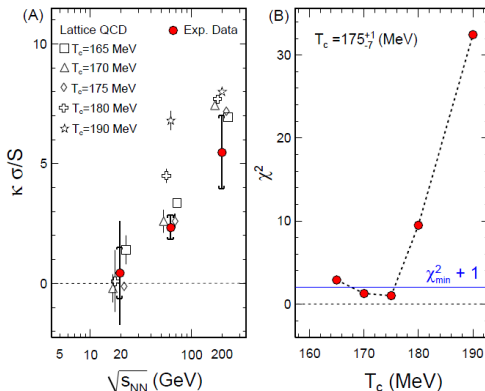 (A)
Lattice QCD
Exp. Data
T_c=165 MeV
T_c=170 MeV
T_c=175 MeV
T_c=180 MeV
T_c=190 MeV
κ σ/S
10
5
0
5 10 20 100 200
√s_NN (GeV)
(B)
T_c = 175^{+1}_{-7} (MeV)
χ²
30
20
10
0
χ²_min + 1
160 170 180 190
T_c (MeV)